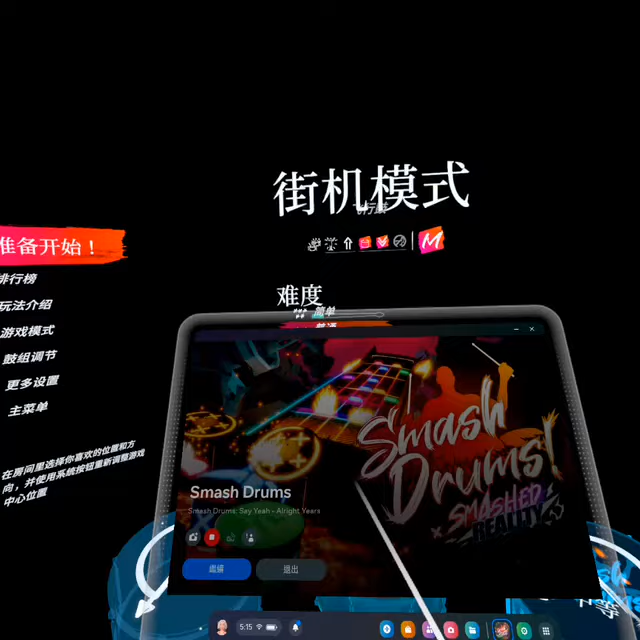 街机模式
准备开始！
排行榜
玩法介绍
游戏模式
鼓组调节
更多设置
主菜单
在房间里选择你喜欢的位置和方
向，并使用系统按钮重新调整游戏
中心位置
难度
简单
Smash
Drums!
x SMASHED
REALITY x
Smash Drums
Smash Drums: Say Yeah - Alright Years
繼續
退出
5:15